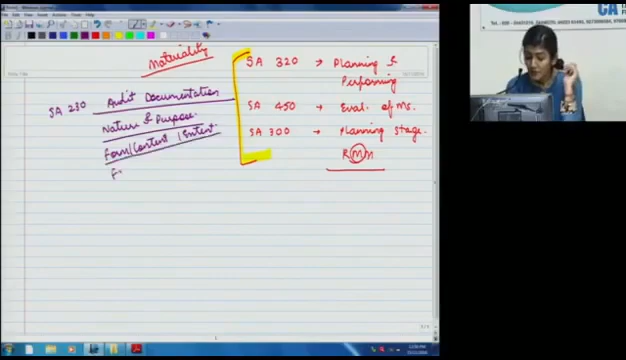 Materiality
SA 320 → Planning &
Performing
SA 230 Audit Documentation
SA 450 → Eval. of Ms.
Nature & Purpose.
SA 300 → Planning Stage.
Form/Content/Extent
RMM
F
CA